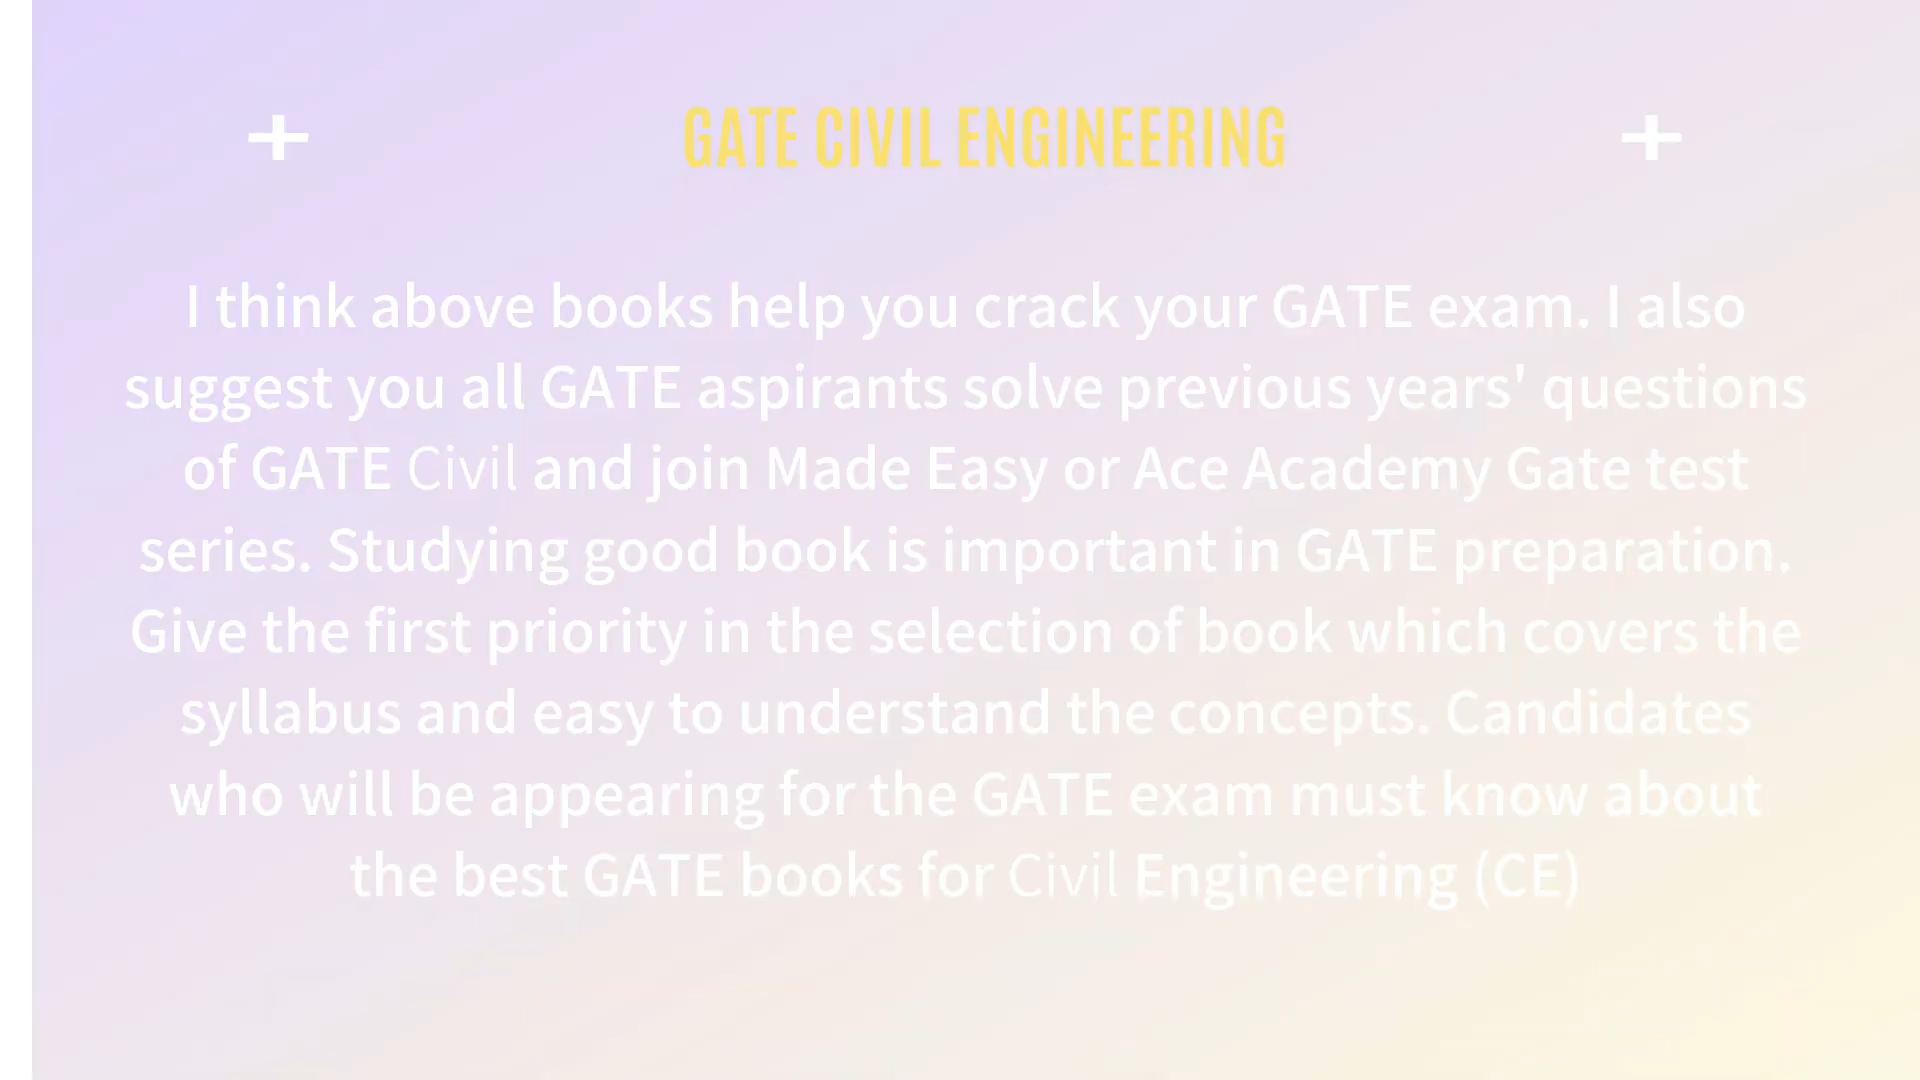 GATE CIVIL ENGINEERING
I think above books help you crack your GATE exam. I also
suggest you all GATE aspirants solve previous years' questions
of GATE Civil and join Made Easy or Ace Academy Gate test
series. Studying good book is important in GATE preparation.
Give the first priority in the selection of book which covers the
syllabus and easy to understand the concepts. Candidates
who will be appearing for the GATE exam must know about
the best GATE books for Civil Engineering (CE)